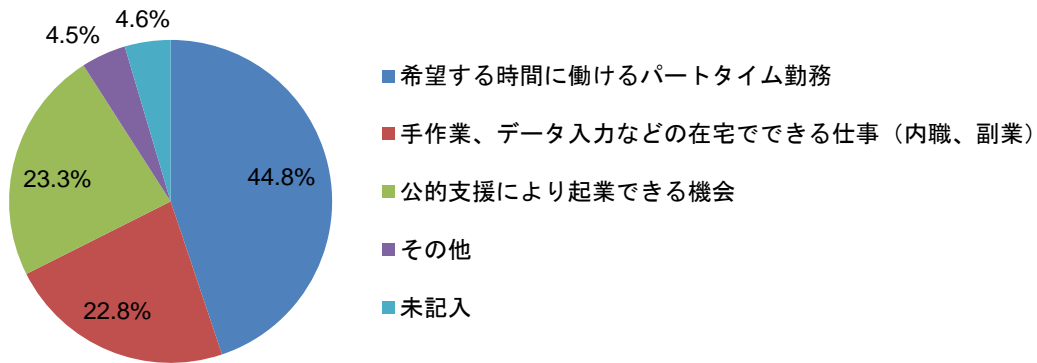 4.6%
4.5%
23.3%
44.8%
22.8%
希望する時間に働けるパートタイム勤務
手作業、データ入力などの在宅でできる仕事（内職、副業）
公的支援により起業できる機会
その他
未記入